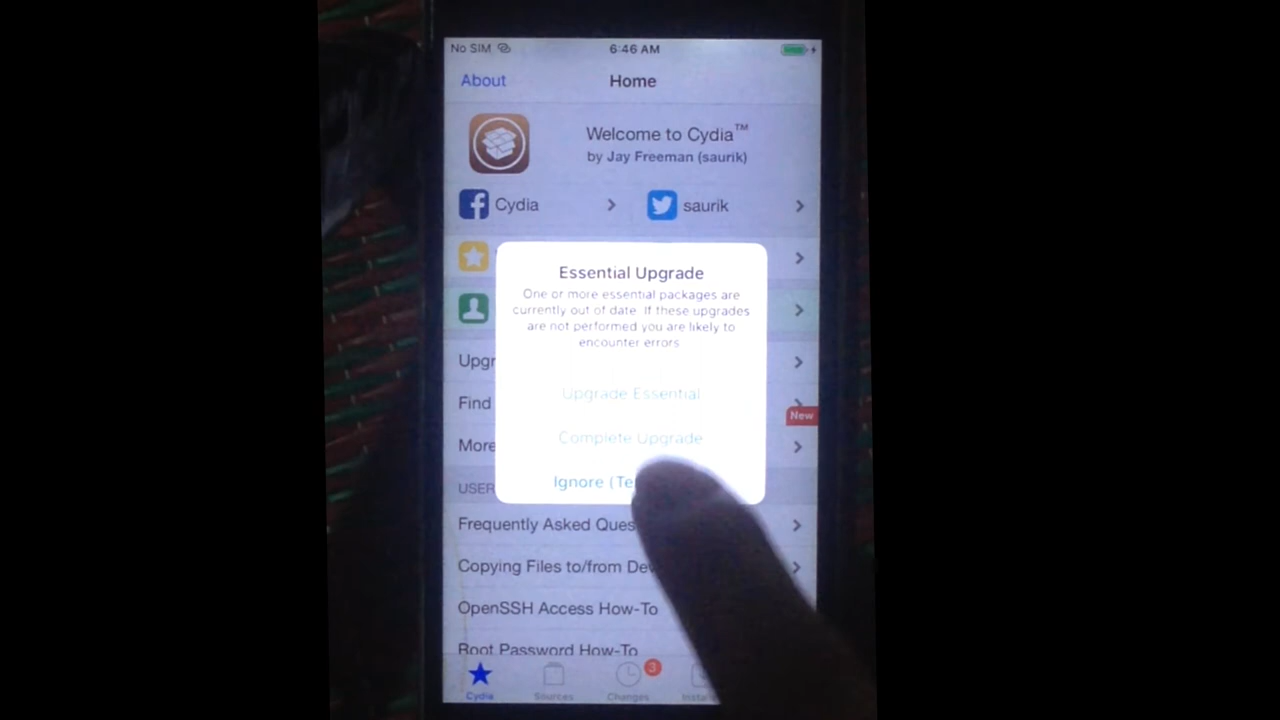 No SIM
6:46 AM
About
Home
Welcome to Cydia™
by Jay Freeman (saurik)
Cydia
saurik
Essential Upgrade
One or more essential packages are
currently out of date. If these upgrades
are not performed you are likely to
encounter errors.
Upgrade Essential
Complete Upgrade
Ignore (Te
Upgr
Find
New
More
USER
Frequently Asked Ques
Copying Files to/from De
OpenSSH Access How-To
Root Password How-To
3
Cydia
Sources
Changes
Insta